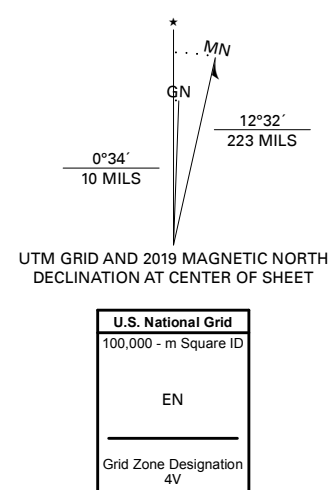 ★
MN
GN
12°32´
223 MILS
0°34´
10 MILS
UTM GRID AND 2019 MAGNETIC NORTH
DECLINATION AT CENTER OF SHEET
U.S. National Grid
100,000 - m Square ID
EN
Grid Zone Designation
4V